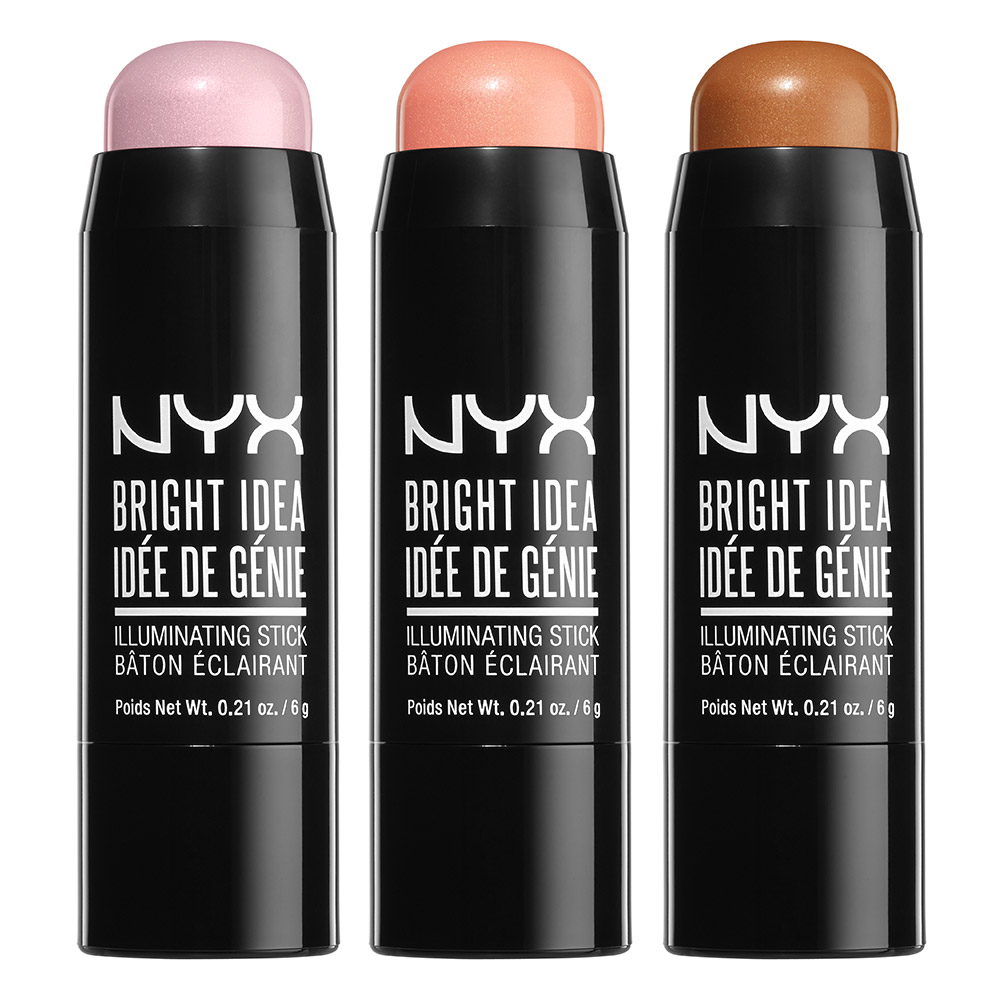 NYX
BRIGHT IDEA
IDÉE DE GÉNIE
ILLUMINATING STICK
BÂTON ÉCLAIRANT
Poids Net Wt. 0.21 oz. / 6 g
NYX
BRIGHT IDEA
IDÉE DE GÉNIE
ILLUMINATING STICK
BÂTON ÉCLAIRANT
Poids Net Wt. 0.21 oz. / 6 g
NYX
BRIGHT IDEA
IDÉE DE GÉNIE
ILLUMINATING STICK
BÂTON ÉCLAIRANT
Poids Net Wt. 0.21 oz. / 6 g